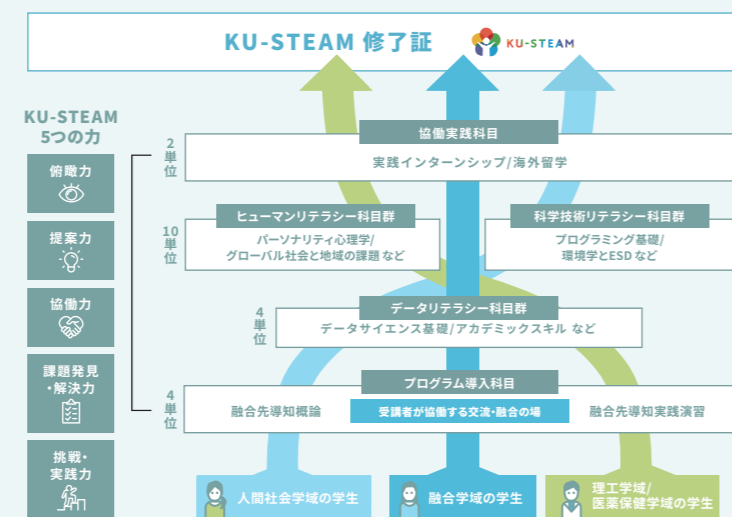 KU-STEAM 修了証
KU-STEAM
KU-STEAM
5つの力
俯瞰力
提案力
協働力
課題発見
・解決力
挑戦・
実践力
2単位
協働実践科目
実践インターンシップ/海外留学
10単位
ヒューマンリテラシー科目群
パーソナリティ心理学/
グローバル社会と地域の課題 など
科学技術リテラシー科目群
プログラミング基礎/
環境学とESD など
4単位
データリテラシー科目群
データサイエンス基礎/アカデミックスキル など
4単位
プログラム導入科目
融合先導知概論
受講者が協働する交流・融合の場
融合先導知実践演習
人間社会学域の学生
融合学域の学生
理工学域/
医薬保健学域の学生